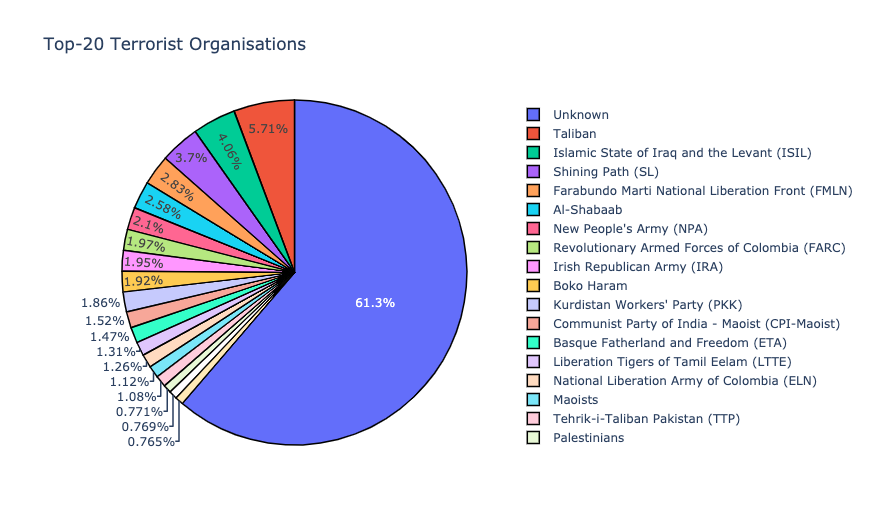 Top-20 Terrorist Organisations
5.71%
4.06%
3.7%
2.83%
2.58%
2.1%
1.97%
1.95%
1.92%
1.86%
1.52%
1.47%
1.31%
1.26%
1.12%
1.08%
0.771%
0.769%
0.765%
61.3%
Unknown
Taliban
Islamic State of Iraq and the Levant (ISIL)
Shining Path (SL)
Farabundo Marti National Liberation Front (FMLN)
Al-Shabaab
New People's Army (NPA)
Revolutionary Armed Forces of Colombia (FARC)
Irish Republican Army (IRA)
Boko Haram
Kurdistan Workers' Party (PKK)
Communist Party of India - Maoist (CPI-Maoist)
Basque Fatherland and Freedom (ETA)
Liberation Tigers of Tamil Eelam (LTTE)
National Liberation Army of Colombia (ELN)
Maoists
Tehrik-i-Taliban Pakistan (TTP)
Palestinians